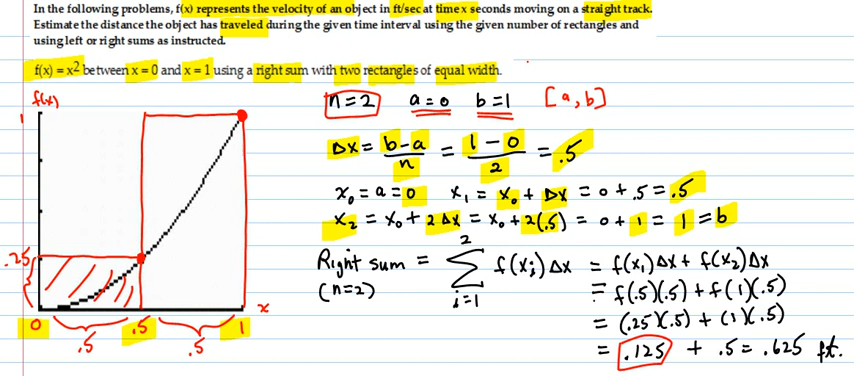 In the following problems, f(x) represents the velocity of an object in ft/sec at time x seconds moving on a straight track.
Estimate the distance the object has traveled during the given time interval using the given number of rectangles and
using left or right sums as instructed.
f(x) = x² between x = 0 and x = 1 using a right sum with two rectangles of equal width.
f(x)
1
.25
0
.5
1
x
.5
.5
n=2 a=0 b=1 [a,b]
Δx = (b-a)/n = (1-0)/2 = .5
x₀ = a = 0 x₁ = x₀ + Δx = 0 + .5 = .5
x₂ = x₀ + 2Δx = x₀ + 2(.5) = 0 + 1 = 1 = b
Right sum = Σ_{i=1}^{2} f(xᵢ)Δx = f(x₁)Δx + f(x₂)Δx
(n=2)
= f(.5)(.5) + f(1)(.5)
= (.25)(.5) + (1)(.5)
= .125 + .5 = .625 ft.